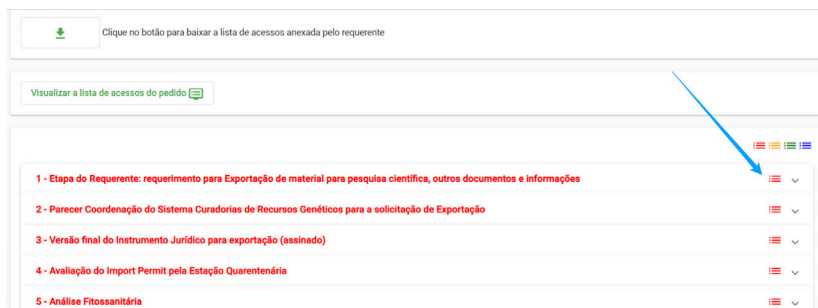 Clique no botão para baixar a lista de acessos anexada pelo requerente
Visualizar a lista de acessos do pedido
1 - Etapa do Requerente: requerimento para Exportação de material para pesquisa científica, outros documentos e informações
2 - Parecer Coordenação do Sistema Curadorias de Recursos Genéticos para a solicitação de Exportação
3 - Versão final do Instrumento Jurídico para exportação (assinado)
4 - Avaliação do Import Permit pela Estação Quarentenária
5 - Análise Fitossanitária